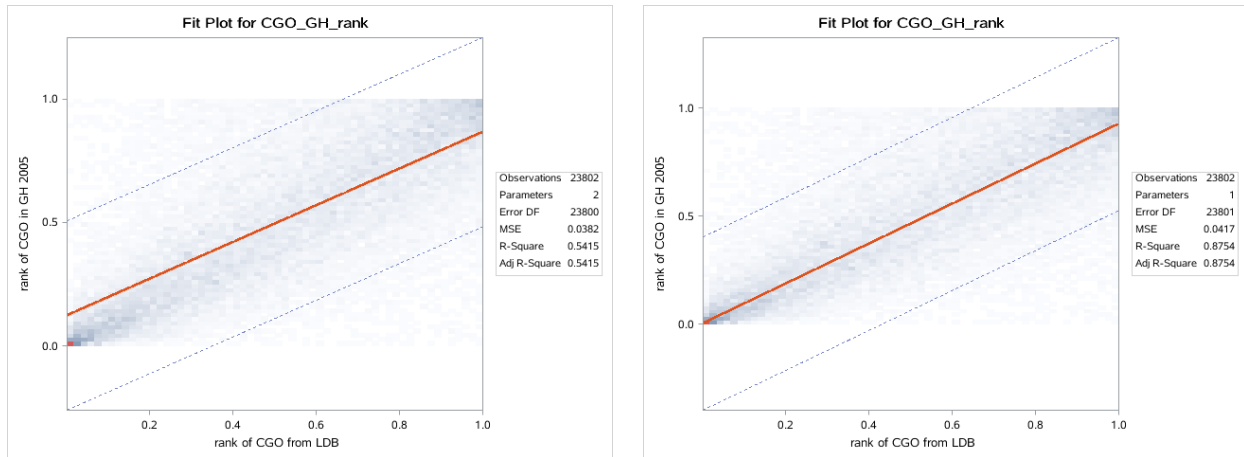 Fit Plot for CGO_GH_rank
1.0
0.5
0.0
rank of CGO in GH 2005
0.2 0.4 0.6 0.8 1.0
rank of CGO from LDB
Observations 23802
Parameters 2
Error DF 23800
MSE 0.0382
R-Square 0.5415
Adj R-Square 0.5415
Fit Plot for CGO_GH_rank
1.0
0.5
0.0
rank of CGO in GH 2005
0.2 0.4 0.6 0.8 1.0
rank of CGO from LDB
Observations 23802
Parameters 1
Error DF 23801
MSE 0.0417
R-Square 0.8754
Adj R-Square 0.8754